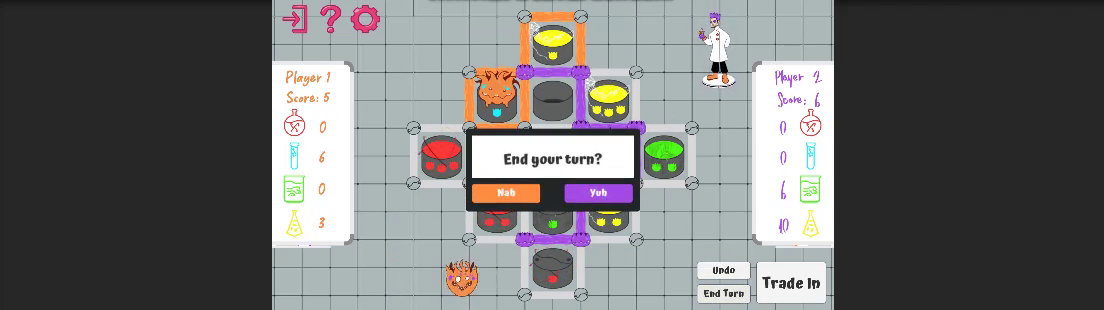 Player 1
Score: 5
0
6
0
3
Player 2
Score: 6
0
0
6
10
End your turn?
Nah
Yuh
Undo
End Turn
Trade In